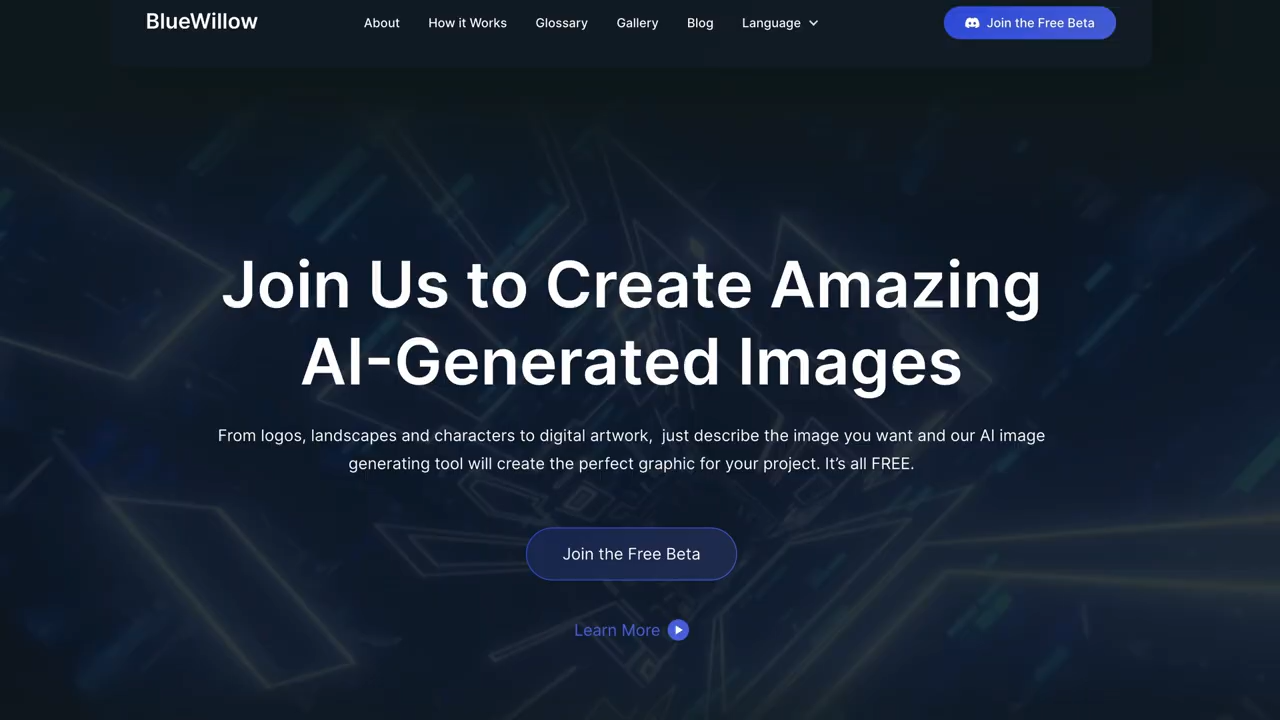 BlueWillow
About
How it Works
Glossary
Gallery
Blog
Language
Join the Free Beta
Join Us to Create Amazing
AI-Generated Images
From logos, landscapes and characters to digital artwork,  just describe the image you want and our AI image
generating tool will create the perfect graphic for your project. It’s all FREE.
Join the Free Beta
Learn More